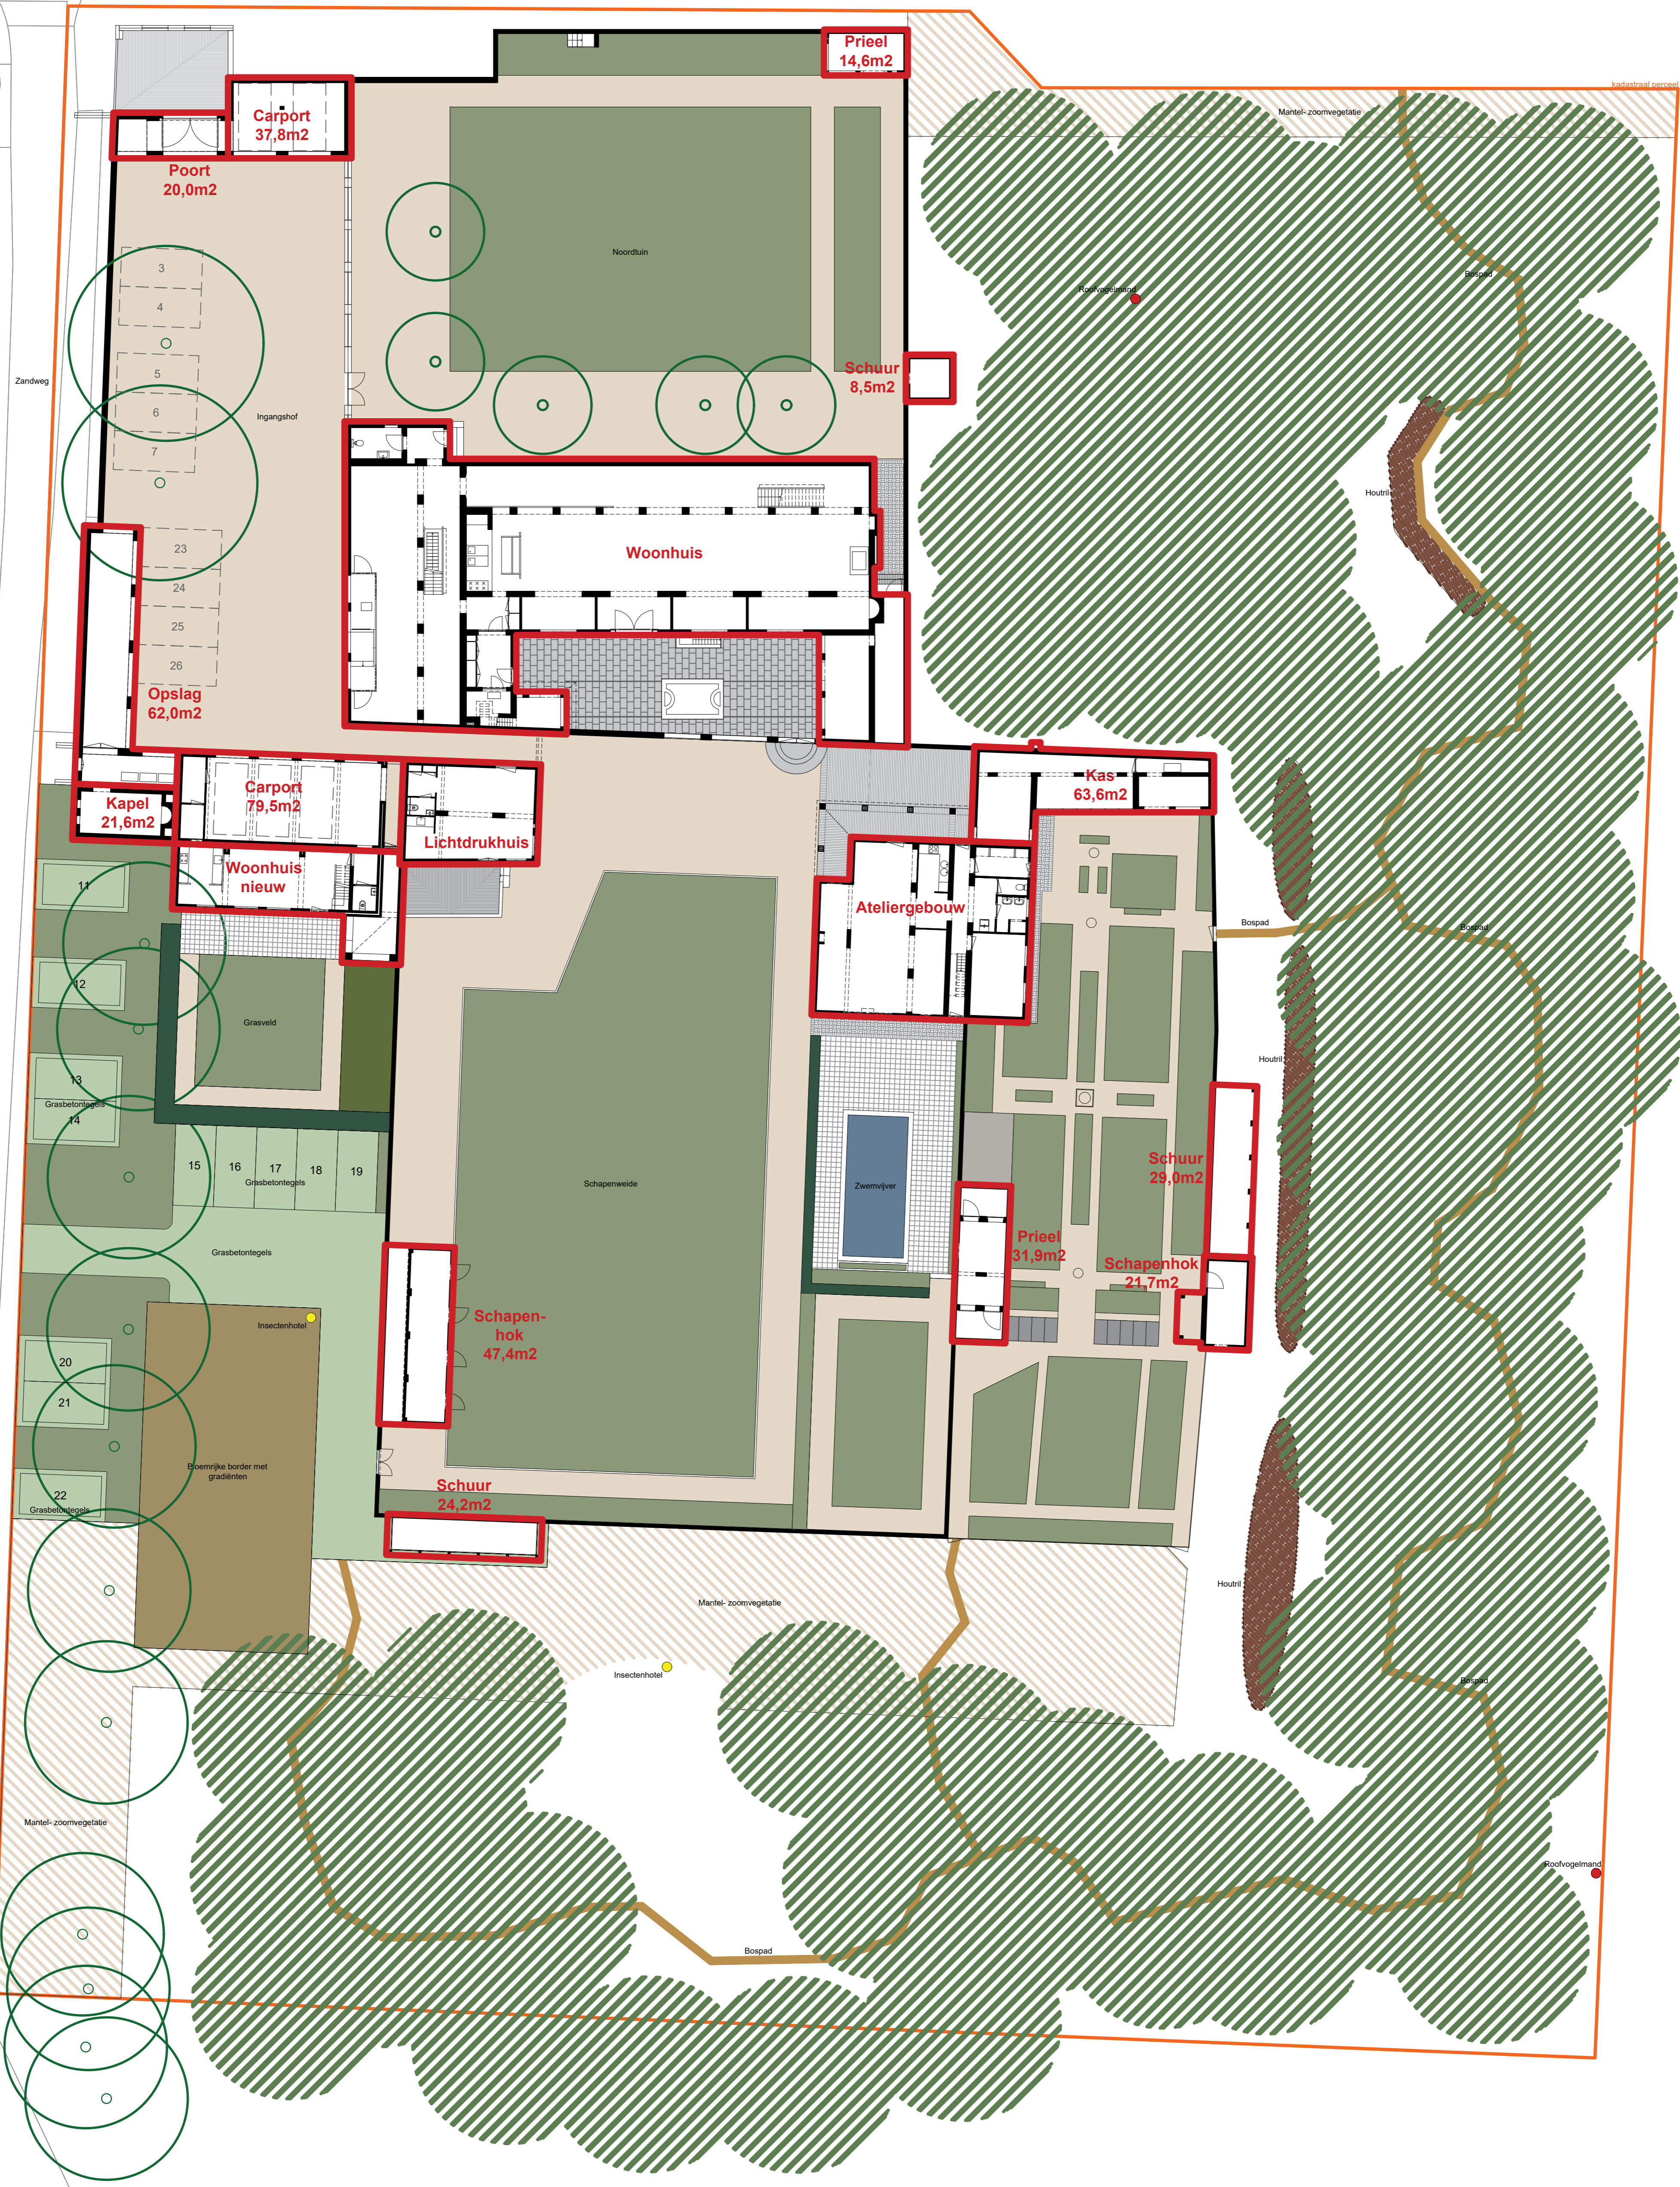 kadastraal perceel
Prieel
14,6m2
Carport
37,8m2
Mantel- zoomvegetatie
Poort
20,0m2
Noordtuin
3
4
Bospad
Roofvogelmand
Schuur
8,5m2
Zandweg
5
6
7
Ingangshof
Houtril
Woonhuis
23
24
25
26
Opslag
62,0m2
Carport
79,5m2
Kapel
21,6m2
Kas
63,6m2
Lichtdrukhuis
Woonhuis
nieuw
11
Ateliergebouw
Bospad
Bospad
12
Grasveld
Houtril
13
Grasbetontegels
14
15
16
17
18
19
Grasbetontegels
Schapenweide
Zwemvijver
Schuur
29,0m2
Grasbetontegels
Prieel
31,9m2
Schapenhok
21,7m2
Insectenhotel
Schapen-
hok
47,4m2
20
21
Bloemrijke border met
gradiënten
22
Grasbetontegels
Schuur
24,2m2
Houtril
Mantel- zoomvegetatie
Insectenhotel
Bospad
Mantel- zoomvegetatie
Roofvogelmand
Bospad